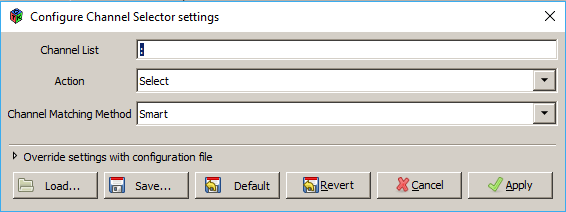 Configure Channel Selector settings
Channel List :
Action Select
Channel Matching Method Smart
Override settings with configuration file
Load... Save... Default Revert Cancel Apply